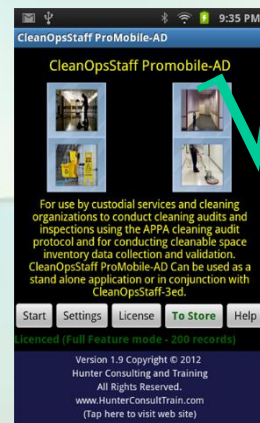 9:35 PM
CleanOpsStaff ProMobile-AD
CleanOpsStaff Promobile-AD
For use by custodial services and cleaning
organizations to conduct cleaning audits and
inspections using the APPA cleaning audit
protocol and for conducting cleanable space
inventory data collection and validation.
CleanOpsStaff ProMobile-AD Can be used as a
stand alone application or in conjunction with
CleanOpsStaff-3ed.
Start Settings License To Store Help
Licenced (Full Feature mode - 200 records)
Version 1.9 Copyright © 2012
Hunter Consulting and Training
All Rights Reserved.
www.HunterConsultTrain.com
(Tap here to visit web site)